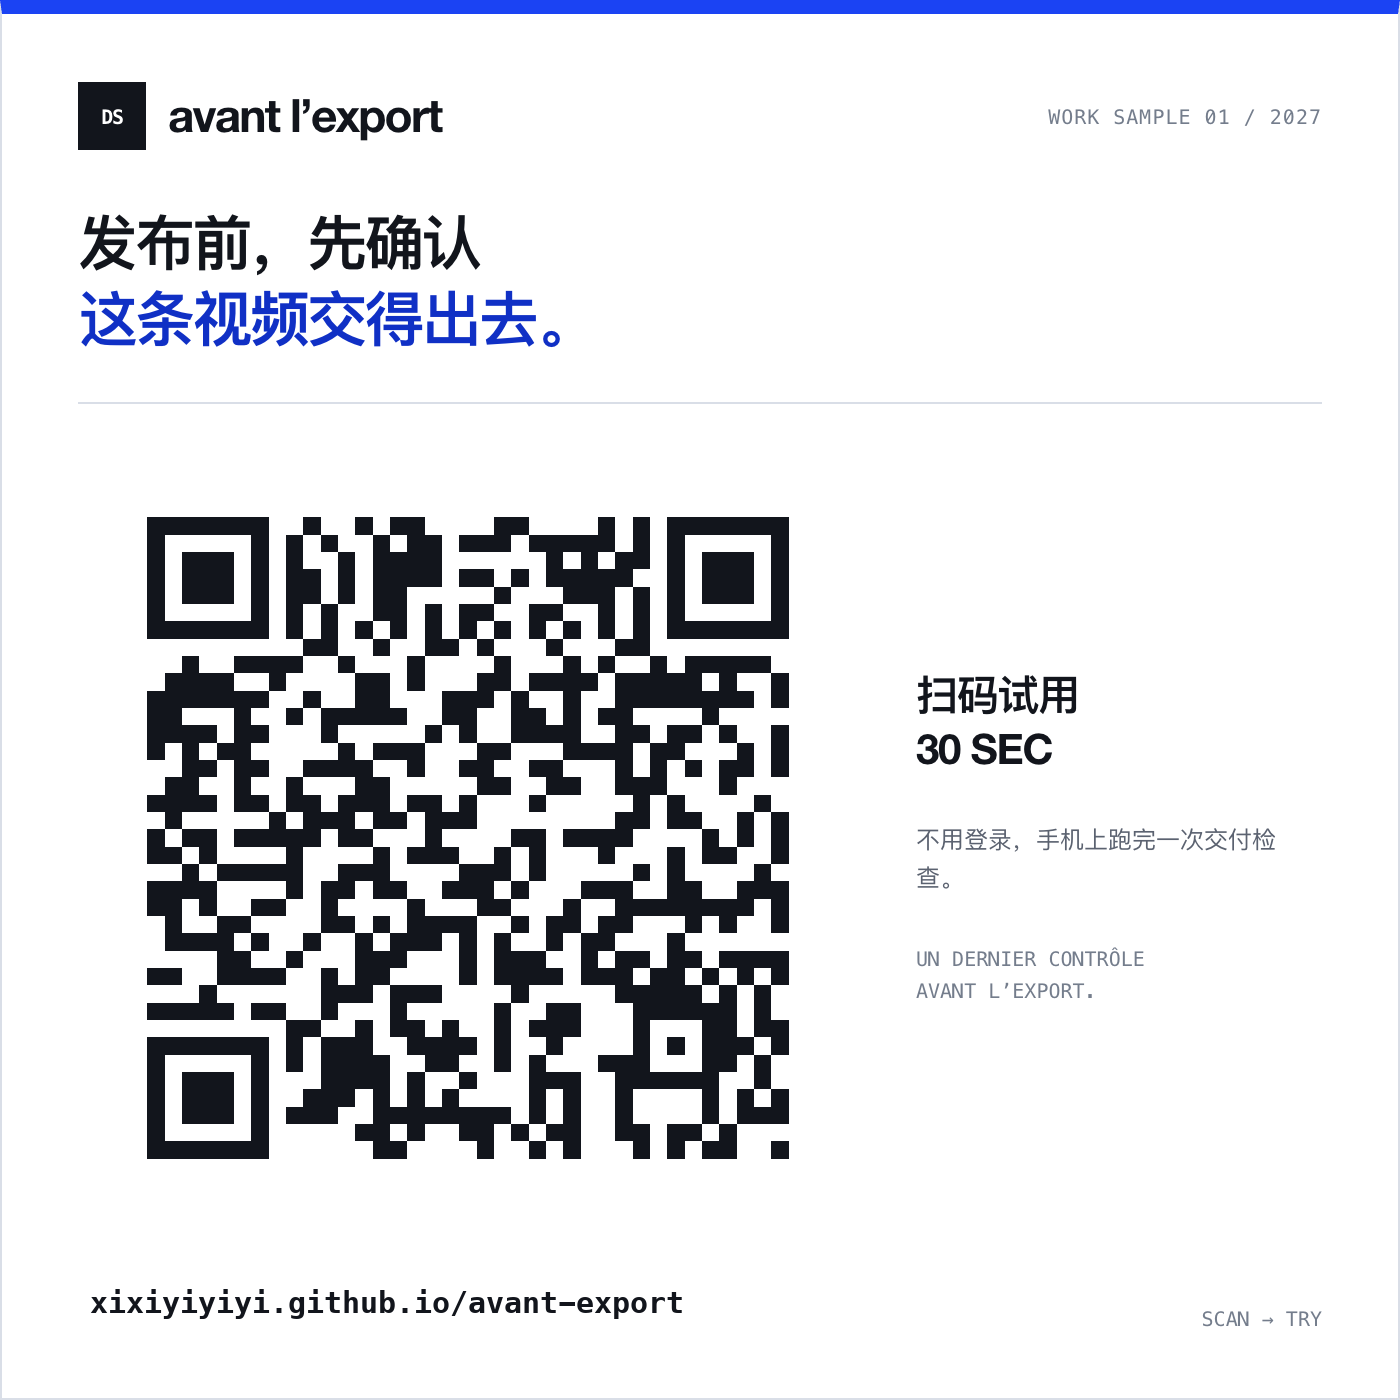 DS
avant l’export
WORK SAMPLE 01 / 2027
发布前，先确认
这条视频交得出去。
扫码试用
30 SEC
不用登录，手机上跑完一次交付检
查。
UN DERNIER CONTRÔLE
AVANT L’EXPORT.
xixiyiyiyi.github.io/avant-export
SCAN → TRY